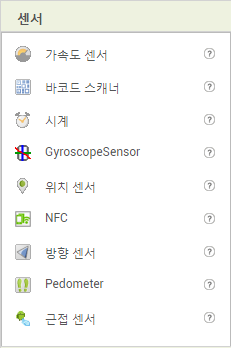 센서
가속도 센서
바코드 스캐너
시계
GyroscopeSensor
위치 센서
NFC
방향 센서
Pedometer
근접 센서